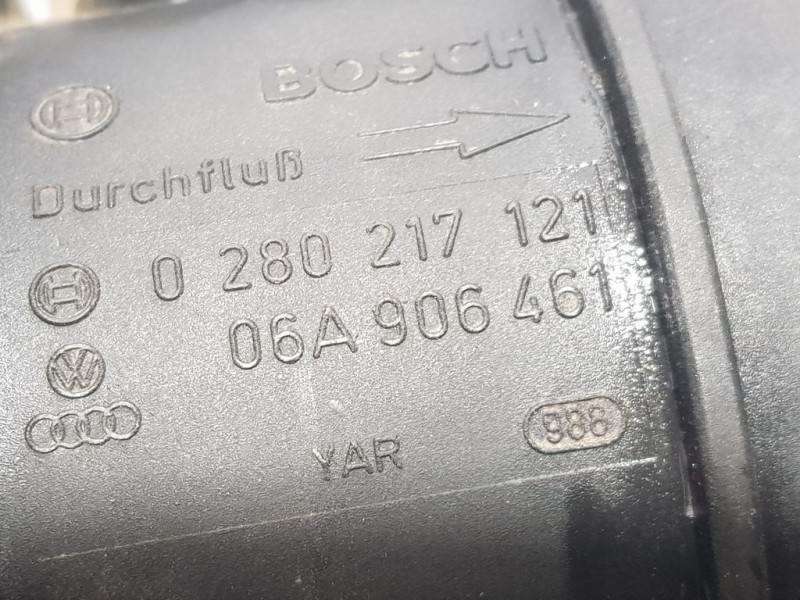 BOSCH
Durchfluß
0 280 217 121
06A 906 461
YAR
988